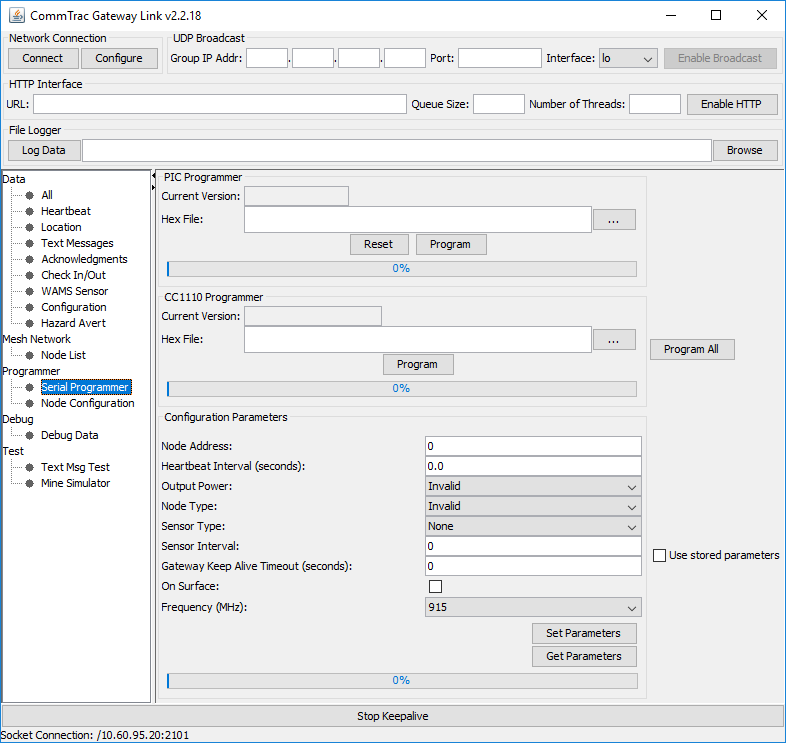 CommTrac Gateway Link v2.2.18
Network Connection UDP Broadcast
Connect Configure Group IP Addr: . . . Port: Interface: lo Enable Broadcast
HTTP Interface
URL: Queue Size: Number of Threads: Enable HTTP
File Logger
Log Data Browse
Data
All
Heartbeat
Location
Text Messages
Acknowledgments
Check In/Out
WAMS Sensor
Configuration
Hazard Avert
Mesh Network
Node List
Programmer
Serial Programmer
Node Configuration
Debug
Debug Data
Test
Text Msg Test
Mine Simulator
PIC Programmer
Current Version:
Hex File: ...
Reset Program
0%
CC1110 Programmer
Current Version:
Hex File: ...
Program
0%
Program All
Configuration Parameters
Node Address: 0
Heartbeat Interval (seconds): 0.0
Output Power: Invalid
Node Type: Invalid
Sensor Type: None
Sensor Interval: 0
Gateway Keep Alive Timeout (seconds): 0
On Surface:
Frequency (MHz): 915
Set Parameters
Get Parameters
0%
Use stored parameters
Stop Keepalive
Socket Connection: /10.60.95.20:2101